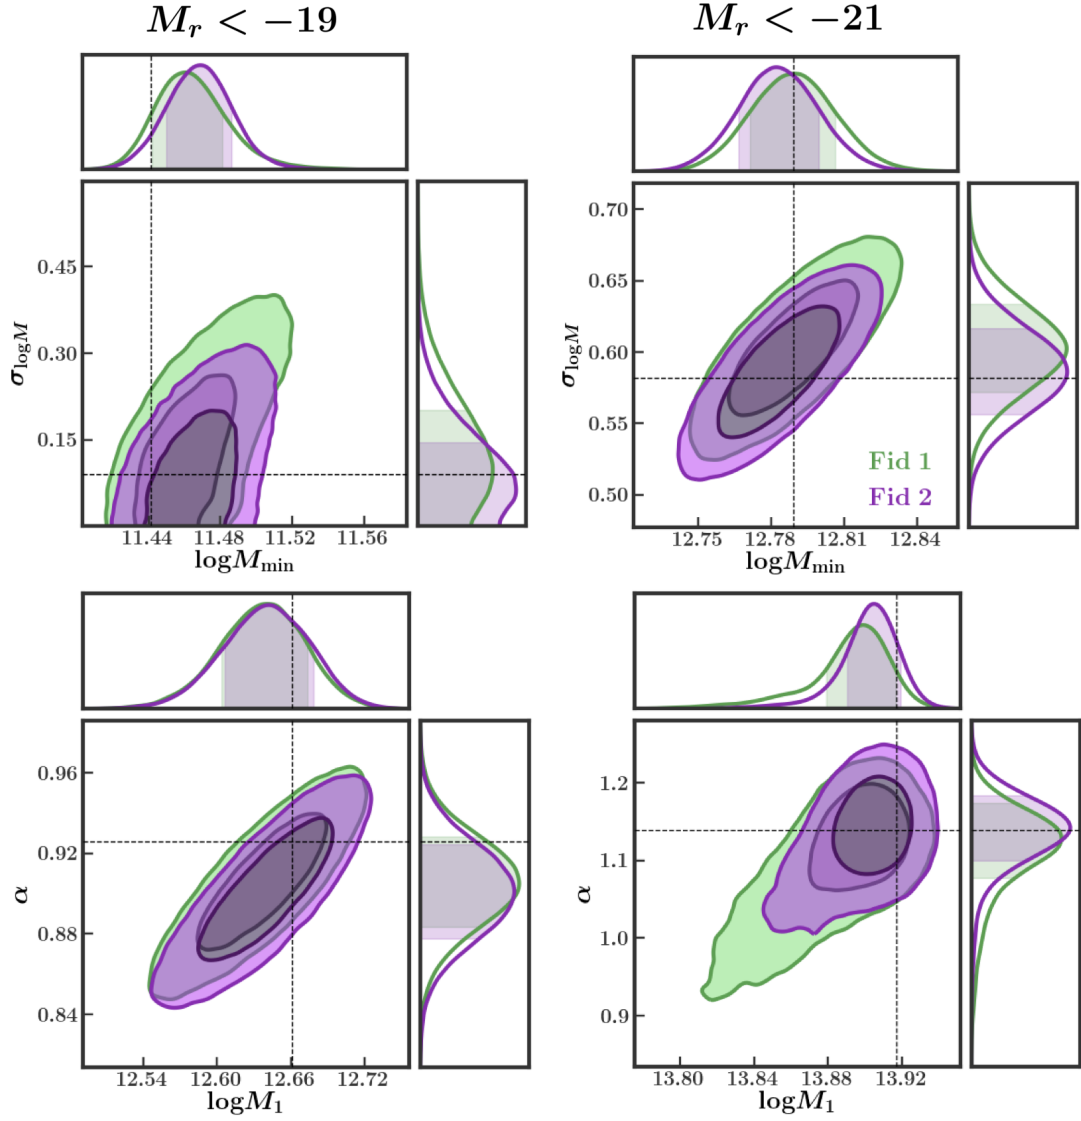 M_r < −19
M_r < −21
0.45
0.30
0.15
σ_logM
11.44 11.48 11.52 11.56
logM_min
0.70
0.65
0.60
0.55
0.50
σ_logM
Fid 1
Fid 2
12.75 12.78 12.81 12.84
logM_min
0.96
0.92
0.88
0.84
α
12.54 12.60 12.66 12.72
logM_1
1.2
1.1
1.0
0.9
α
13.80 13.84 13.88 13.92
logM_1